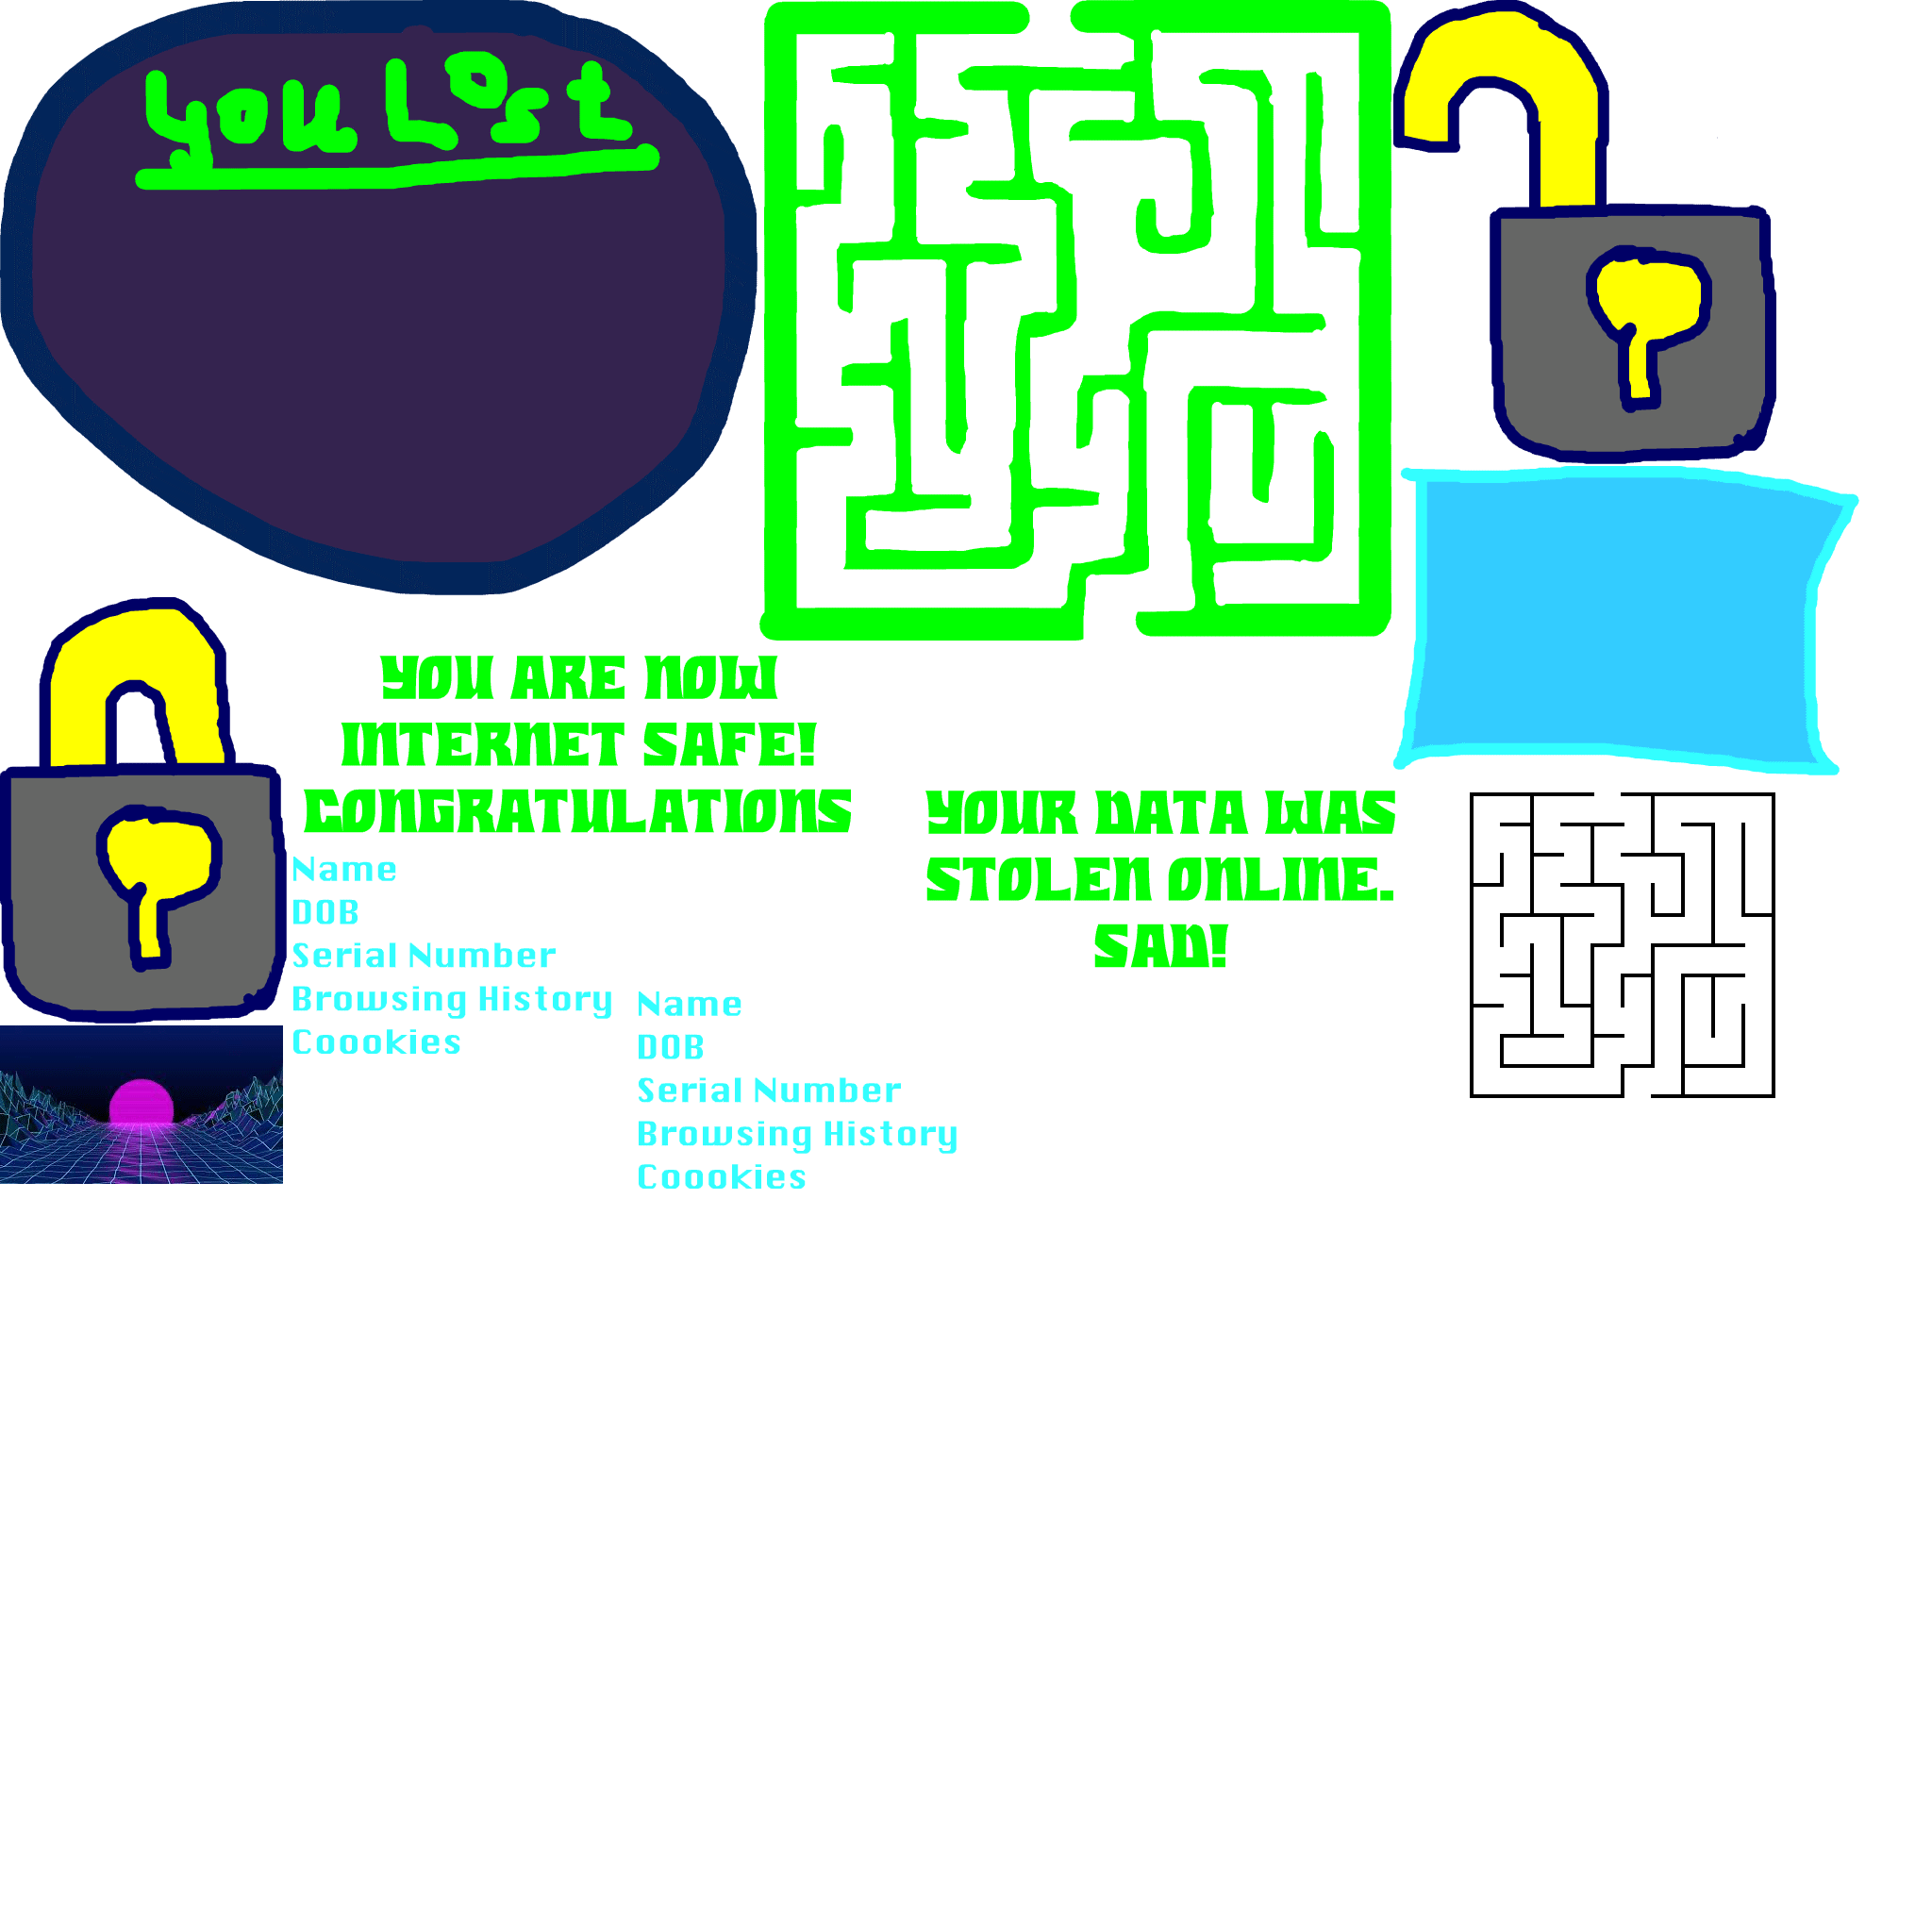 You Lost
YOU ARE NOW
INTERNET SAFE!
CONGRATULATIONS
Name
DOB
Serial Number
Browsing History
Coookies
YOUR DATA WAS
STOLEN ONLINE.
SAD!
Name
DOB
Serial Number
Browsing History
Coookies